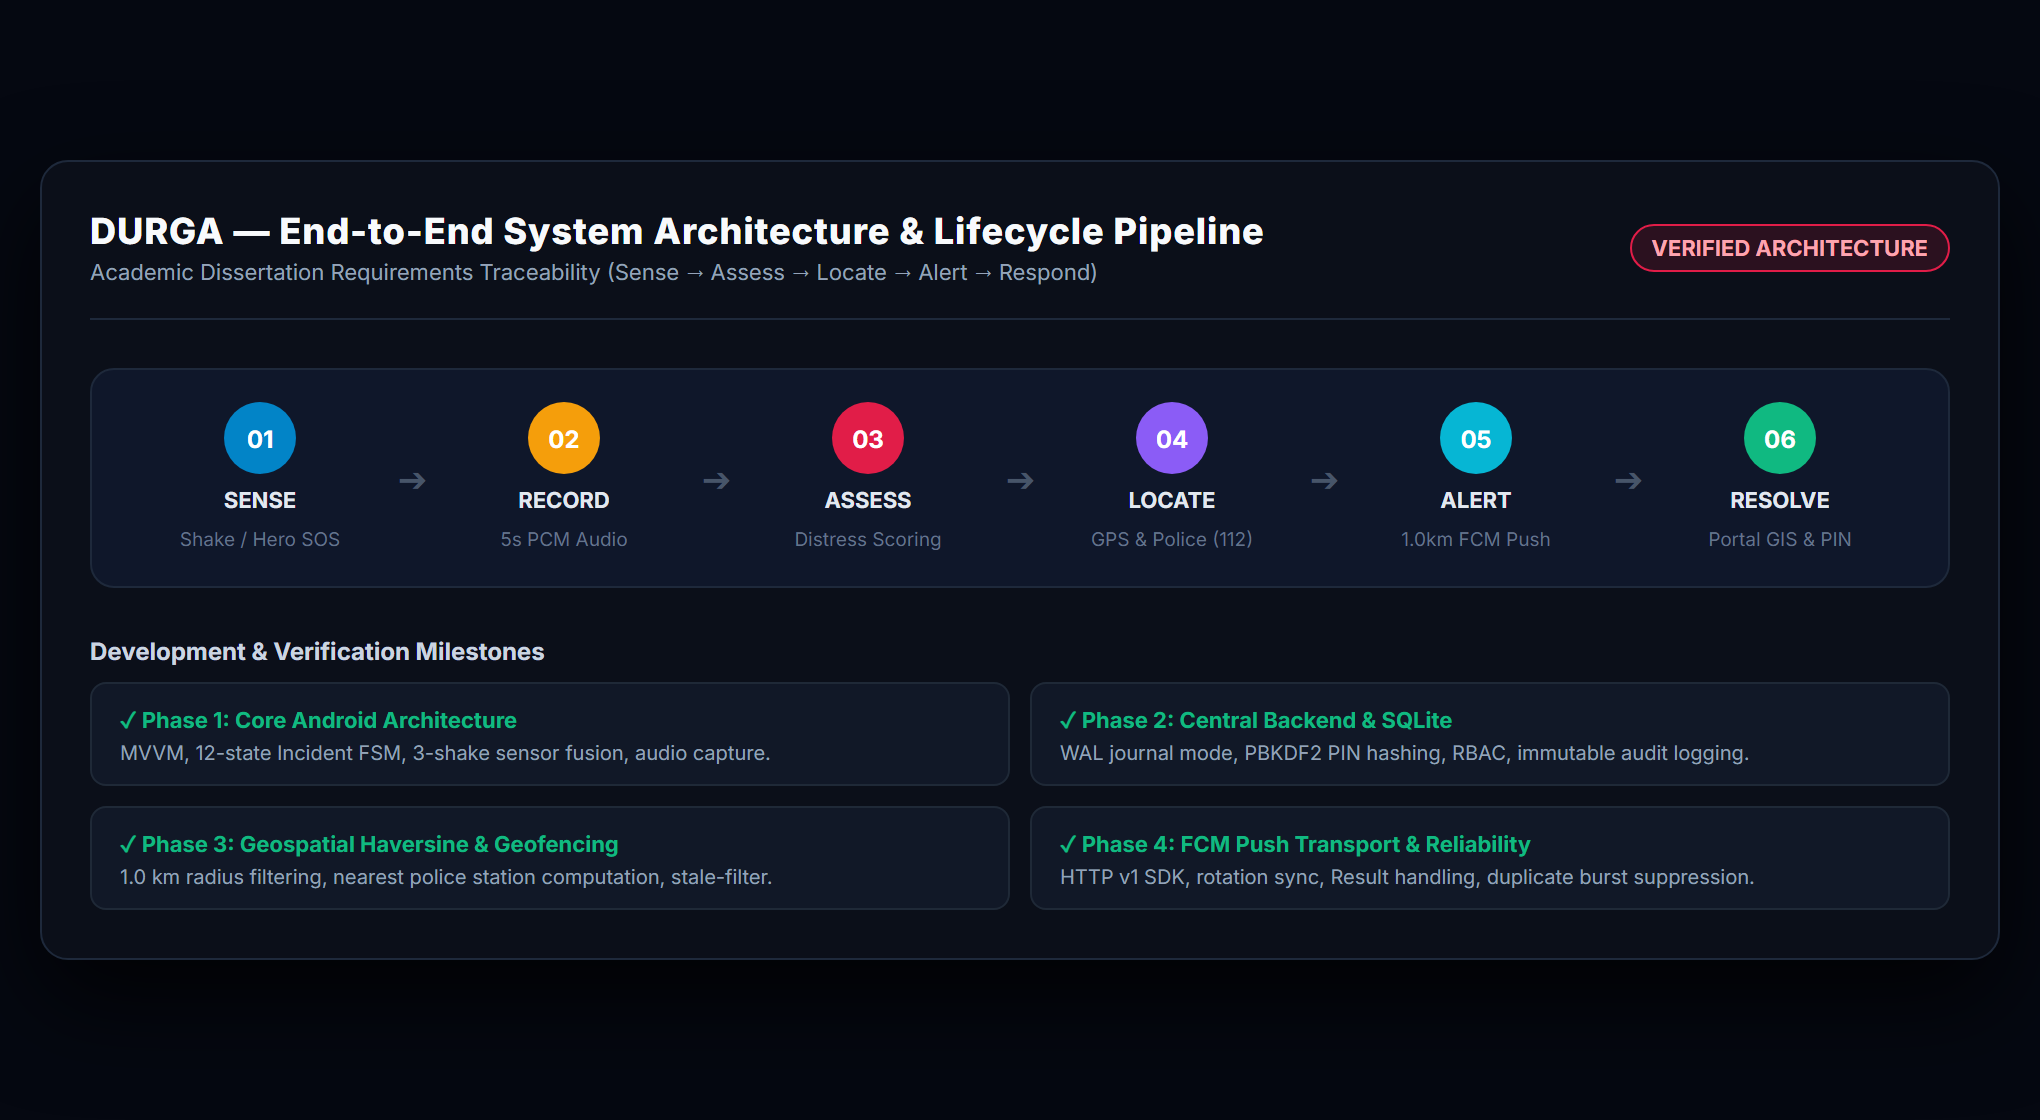 DURGA — End-to-End System Architecture & Lifecycle Pipeline
Academic Dissertation Requirements Traceability (Sense → Assess → Locate → Alert → Respond)
VERIFIED ARCHITECTURE
01
SENSE
Shake / Hero SOS
➔
02
RECORD
5s PCM Audio
➔
03
ASSESS
Distress Scoring
➔
04
LOCATE
GPS & Police (112)
➔
05
ALERT
1.0km FCM Push
➔
06
RESOLVE
Portal GIS & PIN
Development & Verification Milestones
✓ Phase 1: Core Android Architecture
MVVM, 12-state Incident FSM, 3-shake sensor fusion, audio capture.
✓ Phase 2: Central Backend & SQLite
WAL journal mode, PBKDF2 PIN hashing, RBAC, immutable audit logging.
✓ Phase 3: Geospatial Haversine & Geofencing
1.0 km radius filtering, nearest police station computation, stale-filter.
✓ Phase 4: FCM Push Transport & Reliability
HTTP v1 SDK, rotation sync, Result handling, duplicate burst suppression.